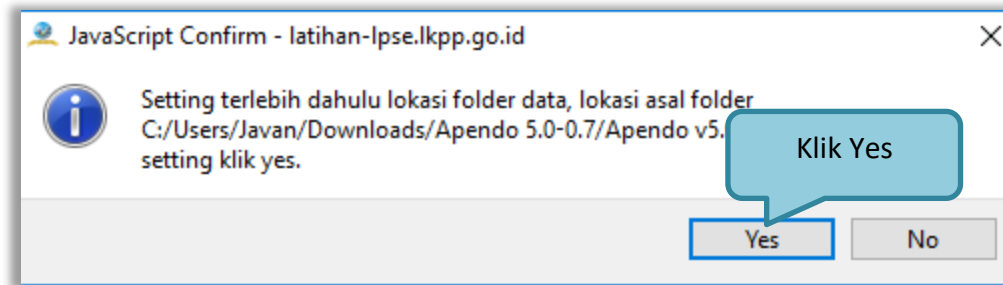 JavaScript Confirm - latihan-lpse.lkpp.go.id
Setting terlebih dahulu lokasi folder data, lokasi asal folder
C:/Users/Javan/Downloads/Apendo 5.0-0.7/Apendo v5.
setting klik yes.
Klik Yes
Yes
No